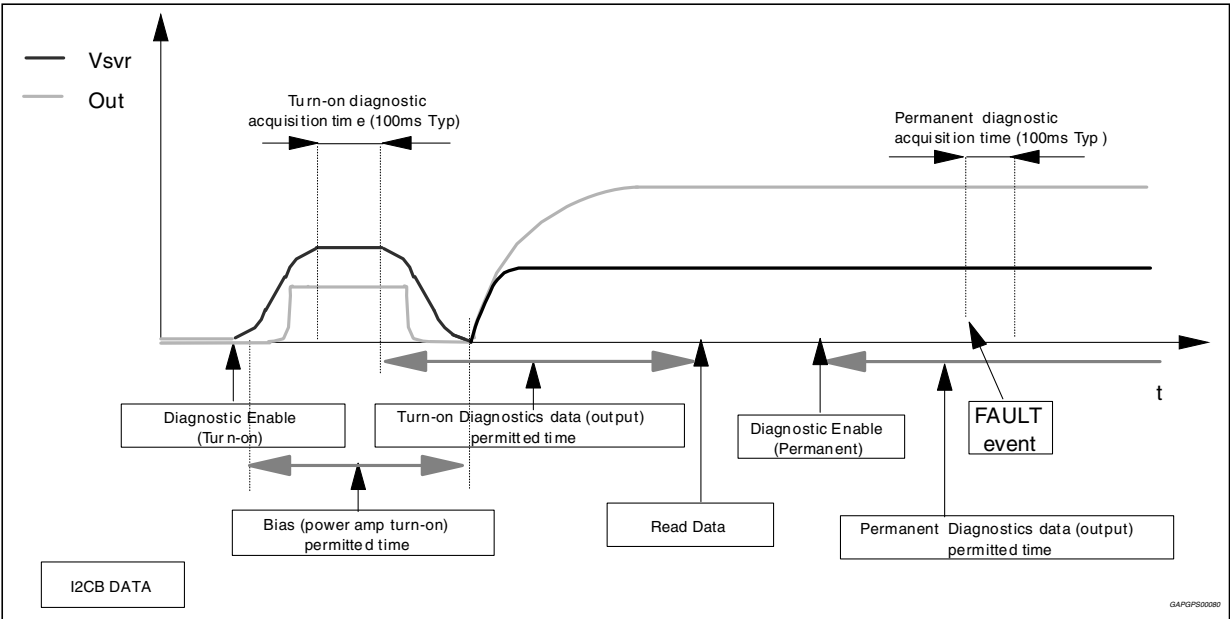 Vsvr
Out
Turn-on diagnostic
acquisition time (100ms Typ)
Permanent diagnostic
acquisition time (100ms Typ)
t
Diagnostic Enable
(Turn-on)
Turn-on Diagnostics data (output)
permitted time
Diagnostic Enable
(Permanent)
FAULT
event
Bias (power amp turn-on)
permitted time
Read Data
Permanent Diagnostics data (output)
permitted time
I2CB DATA
GAPGPS00080